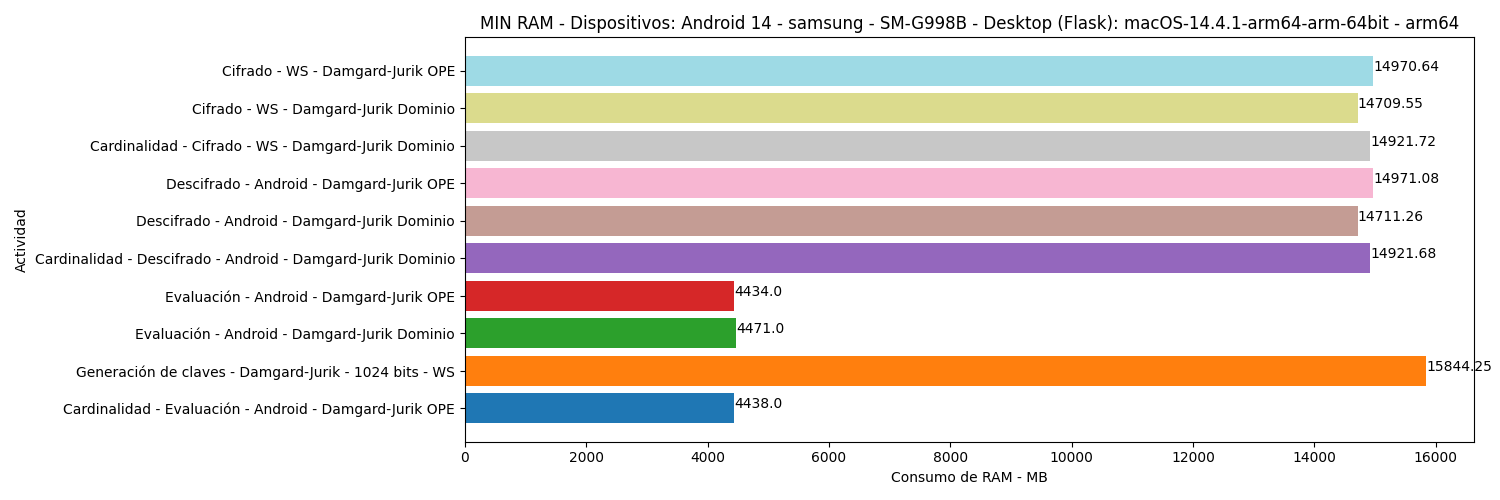 MIN RAM - Dispositivos: Android 14 - samsung - SM-G998B - Desktop (Flask): macOS-14.4.1-arm64-arm-64bit - arm64
Actividad
Cifrado - WS - Damgard-Jurik OPE 14970.64
Cifrado - WS - Damgard-Jurik Dominio 14709.55
Cardinalidad - Cifrado - WS - Damgard-Jurik Dominio 14921.72
Descifrado - Android - Damgard-Jurik OPE 14971.08
Descifrado - Android - Damgard-Jurik Dominio 14711.26
Cardinalidad - Descifrado - Android - Damgard-Jurik Dominio 14921.68
Evaluación - Android - Damgard-Jurik OPE 4434.0
Evaluación - Android - Damgard-Jurik Dominio 4471.0
Generación de claves - Damgard-Jurik - 1024 bits - WS 15844.25
Cardinalidad - Evaluación - Android - Damgard-Jurik OPE 4438.0
0 2000 4000 6000 8000 10000 12000 14000 16000
Consumo de RAM - MB